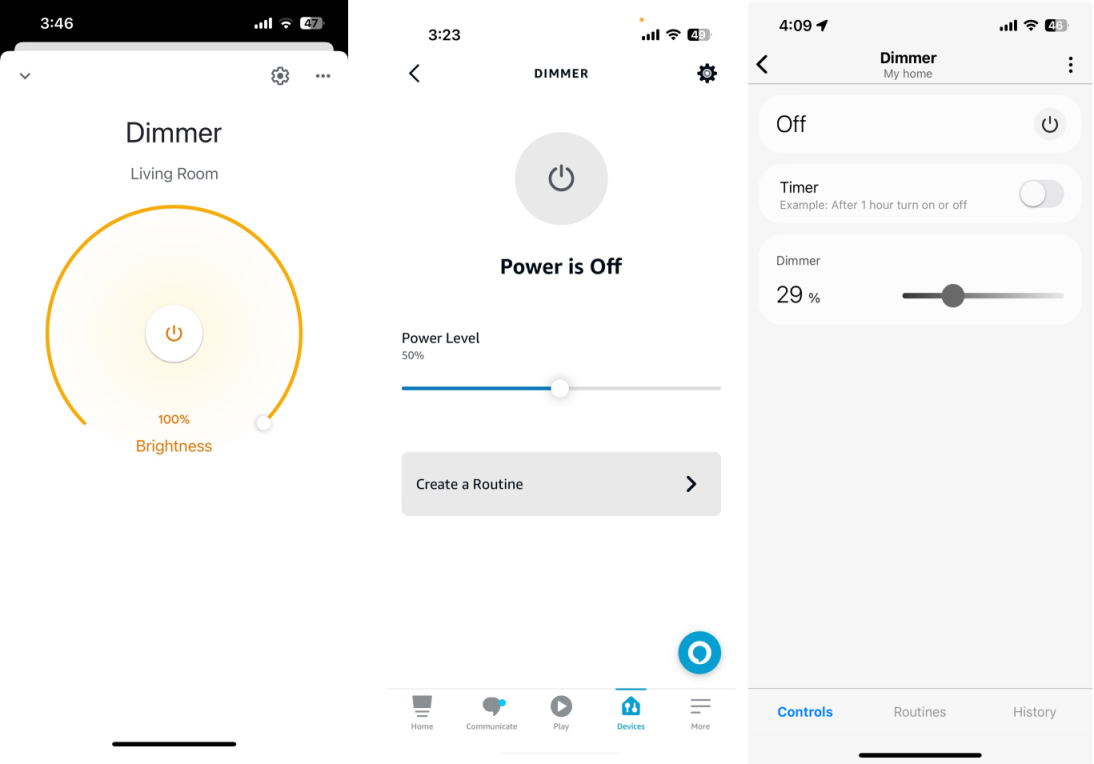 3:46
47
Dimmer
Living Room
100%
Brightness
3:23
49
DIMMER
Power is Off
Power Level
50%
Create a Routine
Home
Communicate
Play
Devices
More
4:09
46
Dimmer
My home
Off
Timer
Example: After 1 hour turn on or off
Dimmer
29 %
Controls
Routines
History